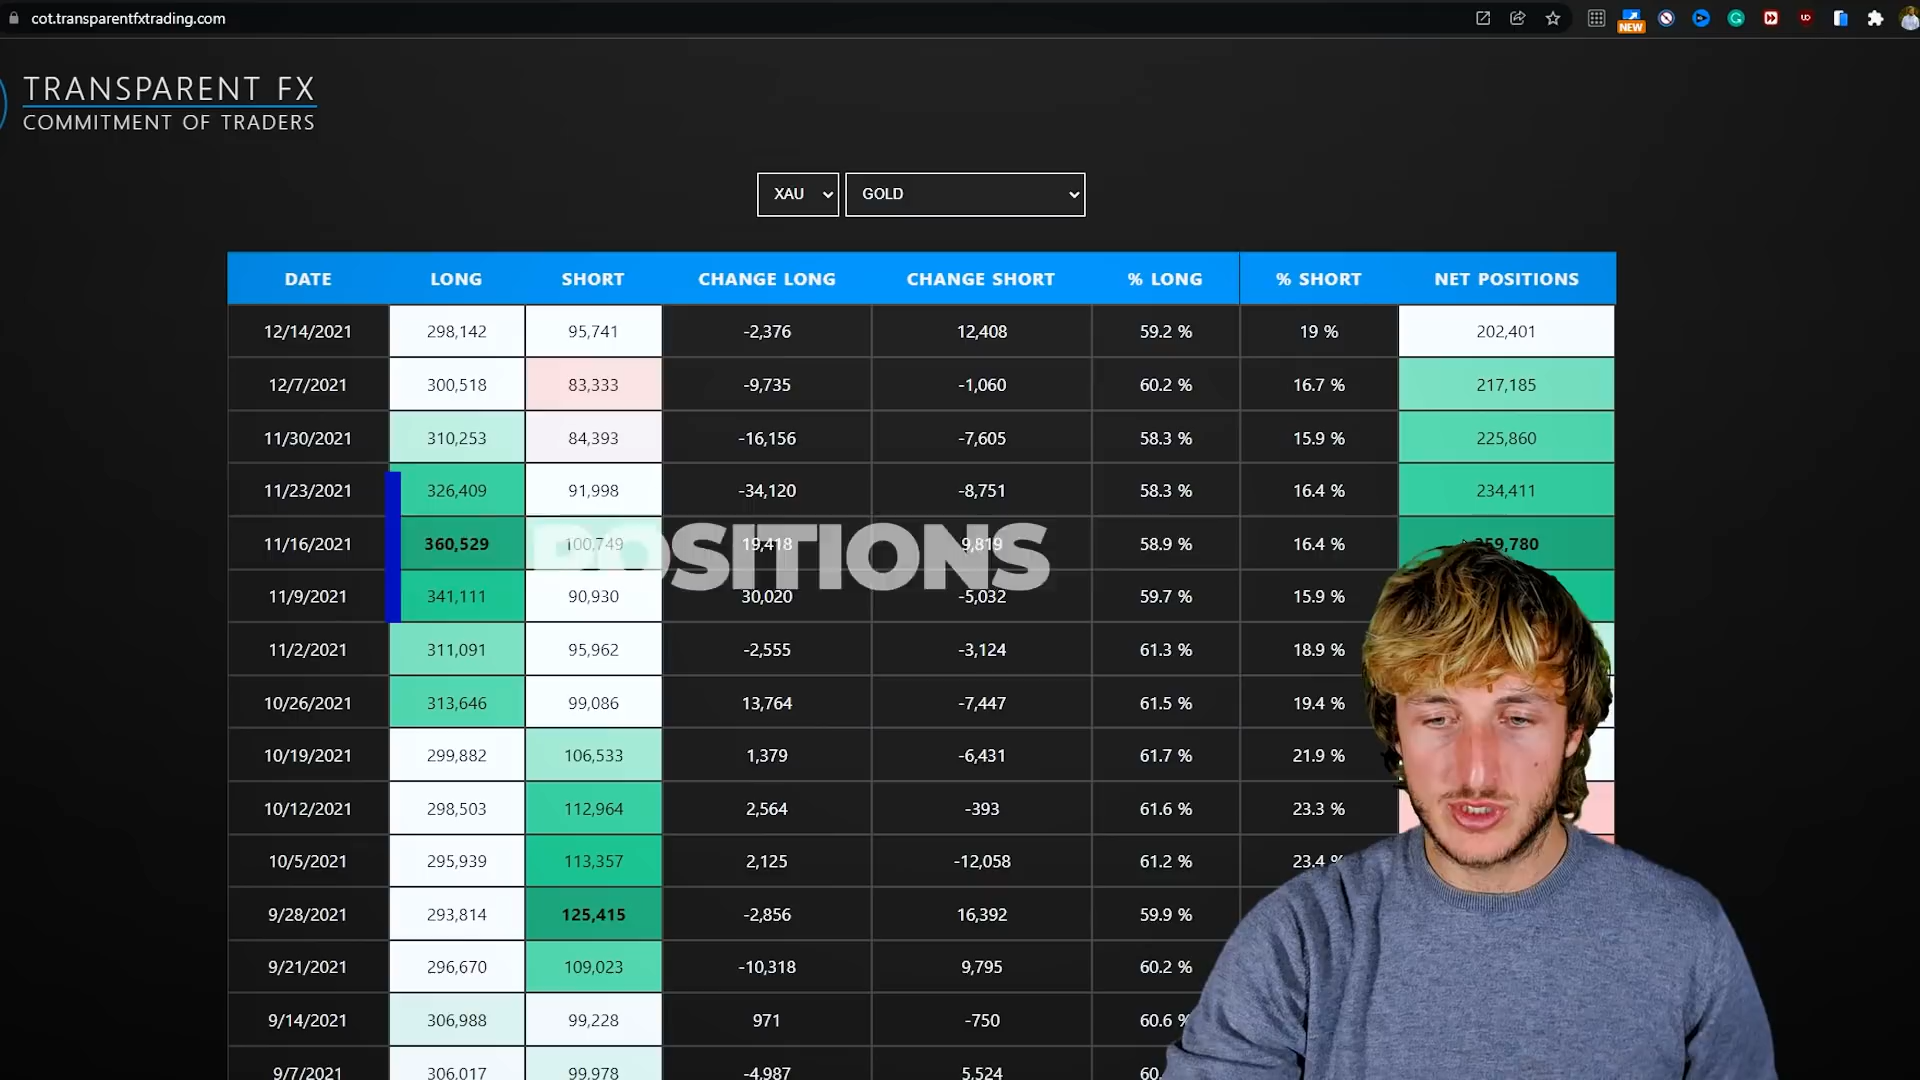 cot.transparentfxtrading.com
NEW
TRANSPARENT FX
COMMITMENT OF TRADERS
XAU GOLD
DATE LONG SHORT CHANGE LONG CHANGE SHORT % LONG % SHORT NET POSITIONS
12/14/2021 298,142 95,741 -2,376 12,408 59.2 % 19 % 202,401
12/7/2021 300,518 83,333 -9,735 -1,060 60.2 % 16.7 % 217,185
11/30/2021 310,253 84,393 -16,156 -7,605 58.3 % 15.9 % 225,860
11/23/2021 326,409 91,998 -34,120 -8,751 58.3 % 16.4 % 234,411
11/16/2021 360,529 100,749 19,418 9,819 58.9 % 16.4 % 259,780
POSITIONS
11/9/2021 341,111 90,930 30,020 -5,032 59.7 % 15.9 %
11/2/2021 311,091 95,962 -2,555 -3,124 61.3 % 18.9 %
10/26/2021 313,646 99,086 13,764 -7,447 61.5 % 19.4 %
10/19/2021 299,882 106,533 1,379 -6,431 61.7 % 21.9 %
10/12/2021 298,503 112,964 2,564 -393 61.6 % 23.3 %
10/5/2021 295,939 113,357 2,125 -12,058 61.2 % 23.4 %
9/28/2021 293,814 125,415 -2,856 16,392 59.9 %
9/21/2021 296,670 109,023 -10,318 9,795 60.2 %
9/14/2021 306,988 99,228 971 -750 60.6 %
9/7/2021 306,017 99,978 -4,987 5,524 60.